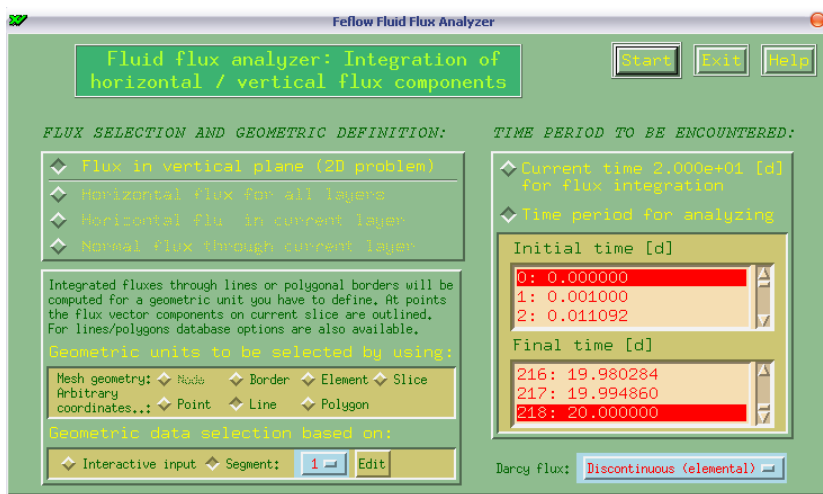 Feflow Fluid Flux Analyzer
Fluid flux analyzer: Integration of
horizontal / vertical flux components
Start
Exit
Help
FLUX SELECTION AND GEOMETRIC DEFINITION:
Flux in vertical plane (2D problem)
Horizontal flux for all layers
Horizontal flu in current layer
Normal flux through current layer
Integrated fluxes through lines or polygonal borders will be
computed for a geometric unit you have to define. At points
the flux vector components on current slice are outlined.
For lines/polygons database options are also available.
Geometric units to be selected by using:
Mesh geometry: Node Border Element Slice
Arbitrary
coordinates..: Point Line Polygon
Geometric data selection based on:
Interactive input Segment: 1 Edit
TIME PERIOD TO BE ENCOUNTERED:
Current time 2.000e+01 [d]
for flux integration
Time period for analyzing
Initial time [d]
0: 0.000000
1: 0.001000
2: 0.011092
Final time [d]
216: 19.980284
217: 19.994860
218: 20.000000
Darcy flux: Discontinuous (elemental)